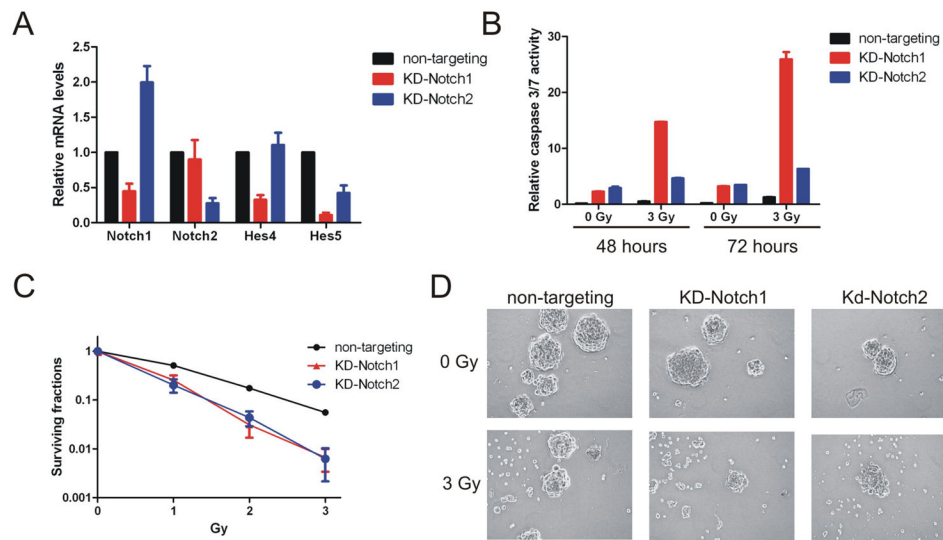 A
Relative mRNA levels
2.5
2.0
1.5
1.0
0.5
0.0
Notch1 Notch2 Hes4 Hes5
non-targeting
KD-Notch1
KD-Notch2
B
Relative caspase 3/7 activity
30
20
10
0
0 Gy 3 Gy 0 Gy 3 Gy
48 hours 72 hours
non-targeting
KD-Notch1
KD-Notch2
C
Surviving fractions
1
0.1
0.01
0.001
0 1 2 3
Gy
non-targeting
KD-Notch1
KD-Notch2
D
non-targeting KD-Notch1 Kd-Notch2
0 Gy
3 Gy